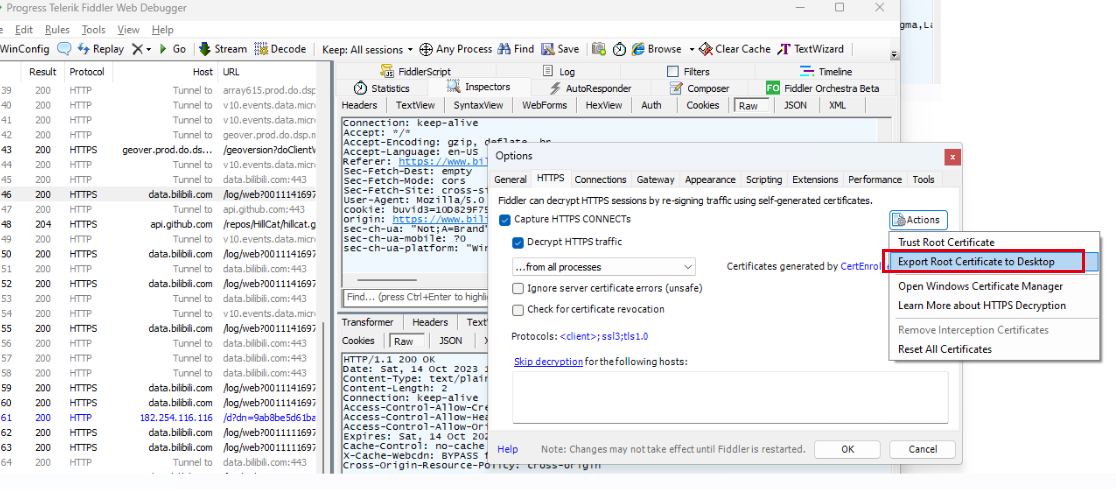 Progress Telerik Fiddler Web Debugger
Edit Rules Tools View Help
WinConfig Replay Go Stream Decode Keep: All sessions Any Process Find Save Browse Clear Cache TextWizard
Result Protocol Host URL
39 200 HTTP Tunnel to array615.prod.do.dsp
40 200 HTTP Tunnel to v10.events.data.micr
41 200 HTTP Tunnel to v10.events.data.micr
42 200 HTTP Tunnel to geover.prod.do.dsp.m
43 200 HTTPS geover.prod.do.ds... /geoversion?doClientV
44 200 HTTP Tunnel to v10.events.data.micr
45 200 HTTP Tunnel to data.bilibili.com:443
46 200 HTTPS data.bilibili.com /log/web?0011141697
47 200 HTTP Tunnel to api.github.com:443
48 204 HTTPS api.github.com /repos/HillCat/hillcat.g
49 200 HTTP Tunnel to v10.events.data.micr
50 200 HTTPS data.bilibili.com /log/web?0011141697
51 200 HTTP Tunnel to data.bilibili.com:443
52 200 HTTP Tunnel to data.bilibili.com:443
53 200 HTTP Tunnel to data.bilibili.com:443
54 200 HTTP Tunnel to v10.events.data.micr
55 200 HTTPS data.bilibili.com /log/web?0011141697
56 200 HTTPS data.bilibili.com /log/web?0011141697
57 200 HTTP Tunnel to data.bilibili.com:443
58 200 HTTP Tunnel to data.bilibili.com:443
59 200 HTTPS data.bilibili.com /log/web?0011141697
60 200 HTTPS data.bilibili.com /log/web?0011141697
61 200 HTTP 182.254.116.116 /d?dn=9ab8be5d61ba
62 200 HTTPS data.bilibili.com /log/web?0011111697
63 200 HTTPS data.bilibili.com /log/web?0011111697
64 200 HTTP Tunnel to data.bilibili.com:443
FiddlerScript Log Filters Timeline
Statistics Inspectors AutoResponder Composer FO Fiddler Orchestra Beta
Headers TextView SyntaxView WebForms HexView Auth Cookies Raw JSON XML
Connection: keep-alive
Accept: */*
Accept-Encoding: gzip, deflate, br
Accept-Language: en-US
Referer: https://www.bil
Sec-Fetch-Dest: empty
Sec-Fetch-Mode: cors
Sec-Fetch-Site: cross-si
User-Agent: Mozilla/5.0
cookie: buvid3=10D829F75
origin: https://www.bili
sec-ch-ua: "Not;A=Brand"
sec-ch-ua-mobile: ?0
sec-ch-ua-platform: "Wir
Find... (press Ctrl+Enter to highli
Transformer Headers Text
Cookies Raw JSON
HTTP/1.1 200 OK
Date: Sat, 14 Oct 2023 1
Content-Type: text/plair
Content-Length: 2
Connection: keep-alive
Access-Control-Allow-Cre
Access-Control-Allow-Hea
Access-Control-Allow-Ori
Expires: Sat, 14 Oct 202
Cache-Control: no-cache
X-Cache-Webcdn: BYPASS f
Cross-Origin-Resource-Policy: cross-origin
Options
General HTTPS Connections Gateway Appearance Scripting Extensions Performance Tools
Fiddler can decrypt HTTPS sessions by re-signing traffic using self-generated certificates.
Capture HTTPS CONNECTs
Actions
Decrypt HTTPS traffic
...from all processes
Certificates generated by CertEnroll
Ignore server certificate errors (unsafe)
Check for certificate revocation
Protocols: <client>;ssl3;tls1.0
Skip decryption for the following hosts:
Help Note: Changes may not take effect until Fiddler is restarted. OK Cancel
Trust Root Certificate
Export Root Certificate to Desktop
Open Windows Certificate Manager
Learn More about HTTPS Decryption
Remove Interception Certificates
Reset All Certificates